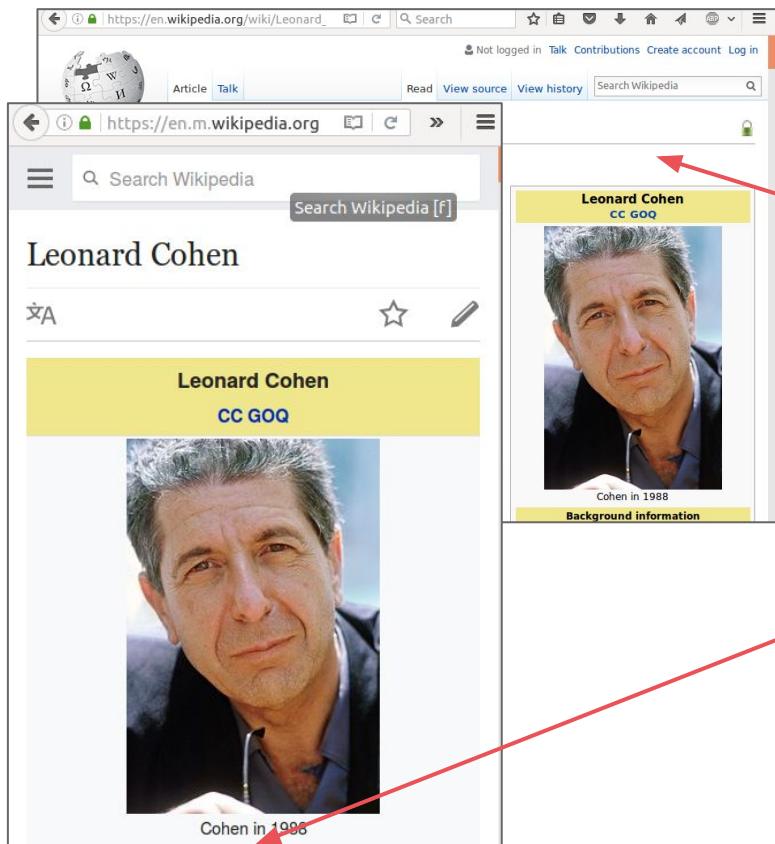 https://en.wikipedia.org/wiki/Leonard_
Search
Not logged in Talk Contributions Create account Log in
Article Talk
Read View source View history Search Wikipedia
Leonard Cohen
CC GOQ
Cohen in 1988
Background information
https://en.m.wikipedia.org
Search Wikipedia
Search Wikipedia [f]
Leonard Cohen
Leonard Cohen
CC GOQ
Cohen in 1988